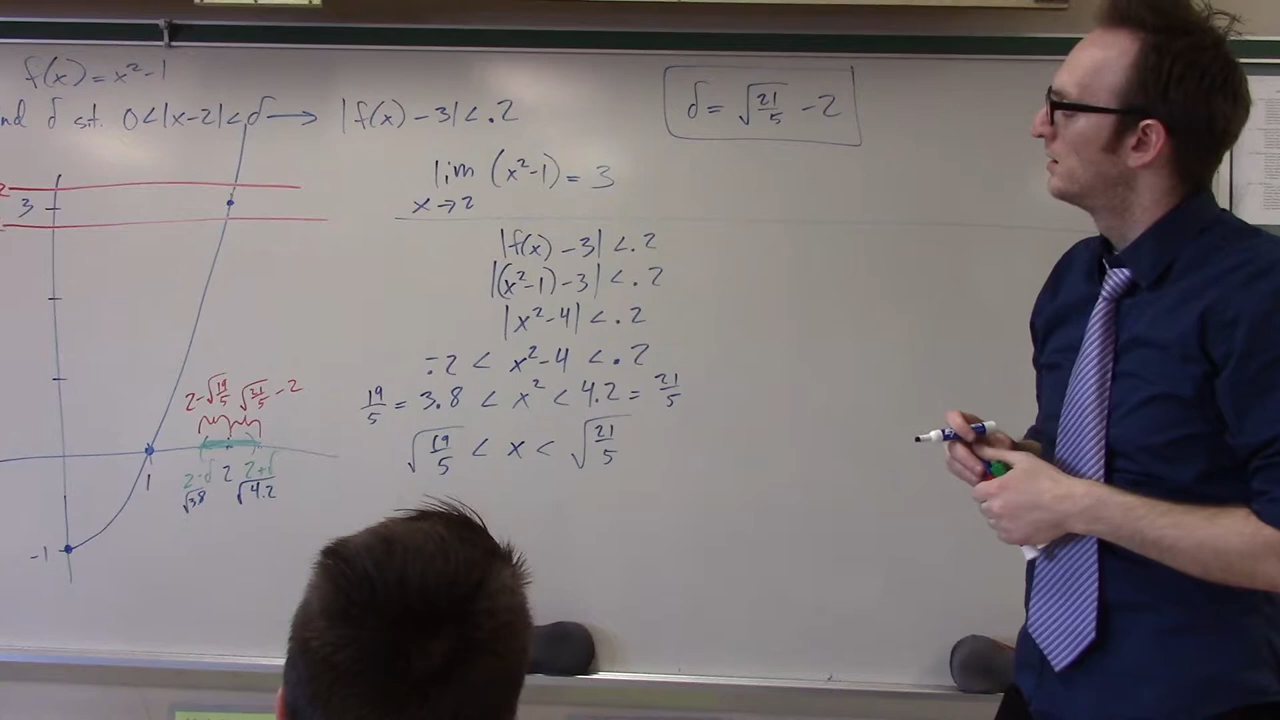 f(x) = x²-1
nd δ st. 0<|x-2|<δ → |f(x)-3|<.2
δ = √21/5 - 2
lim (x²-1) = 3
x→2
2
3
|f(x)-3| < .2
|(x²-1)-3| < .2
|x²-4| < .2
-.2 < x²-4 < .2
19/5 = 3.8 < x² < 4.2 = 21/5
√19/5 < x < √21/5
2-√19/5 √21/5 - 2
1 2-δ 2 2+δ
√3.8 √4.2
-1